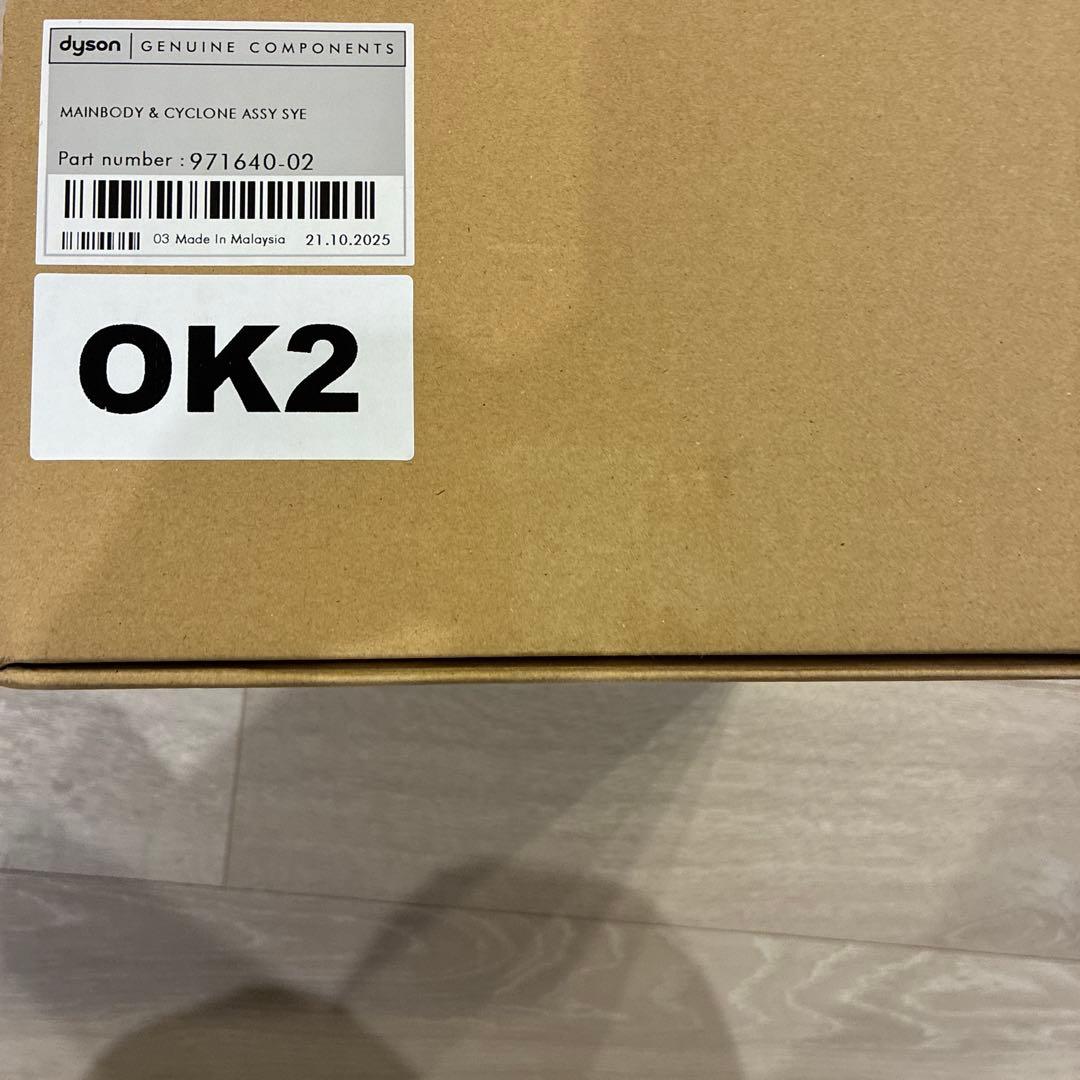 dyson | GENUINE COMPONENTS
MAINBODY & CYCLONE ASSY SYE
Part number : 971640-02
03 Made In Malaysia 21.10.2025
OK2